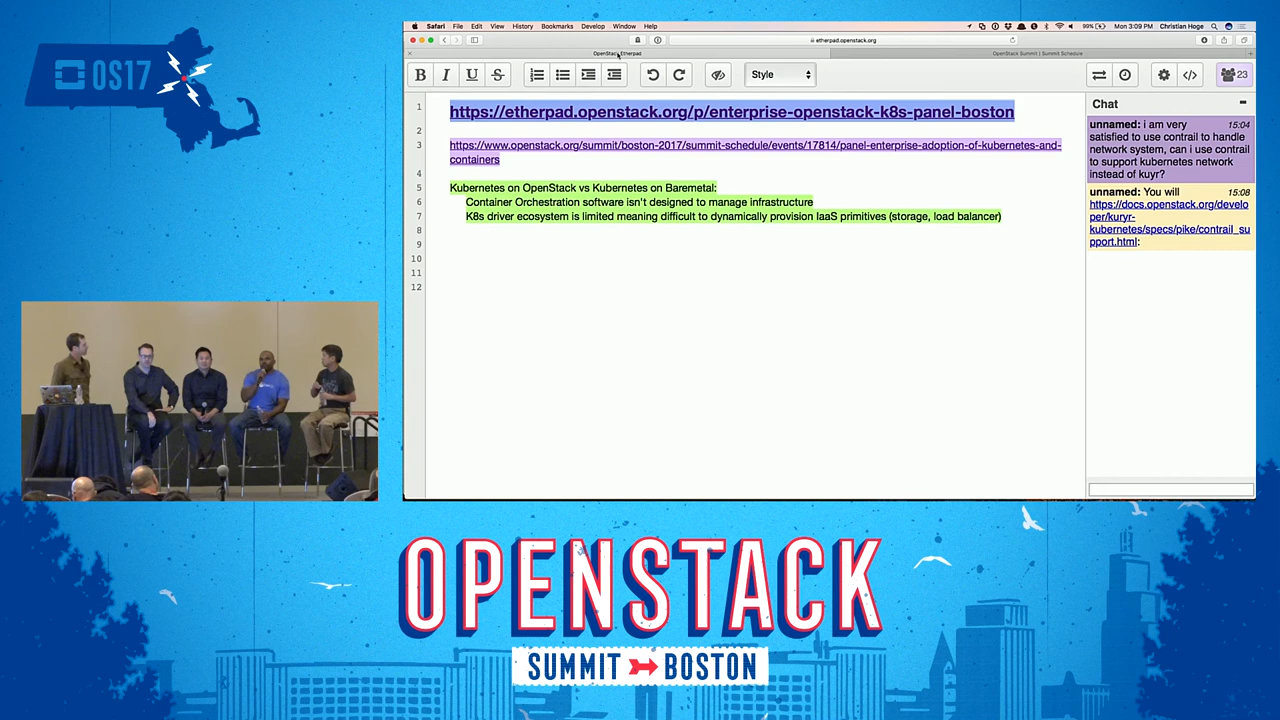 OS17
Safari File Edit View History Bookmarks Develop Window Help
99% Mon 3:09 PM Christian Hoge
etherpad.openstack.org
OpenStack Etherpad
OpenStack Summit | Summit Schedule
B I U S Style 23
1 https://etherpad.openstack.org/p/enterprise-openstack-k8s-panel-boston
2
3 https://www.openstack.org/summit/boston-2017/summit-schedule/events/17814/panel-enterprise-adoption-of-kubernetes-and-
containers
4
5 Kubernetes on OpenStack vs Kubernetes on Baremetal:
6 Container Orchestration software isn't designed to manage infrastructure
7 K8s driver ecosystem is limited meaning difficult to dynamically provision IaaS primitives (storage, load balancer)
8
9
10
11
12
Chat
unnamed: i am very 15:04
satisfied to use contrail to handle
network system, can i use contrail
to support kubernetes network
instead of kuyr?
unnamed: You will 15:08
https://docs.openstack.org/develo
per/kuryr-
kubernetes/specs/pike/contrail_su
pport.html:
OPENSTACK
SUMMIT BOSTON